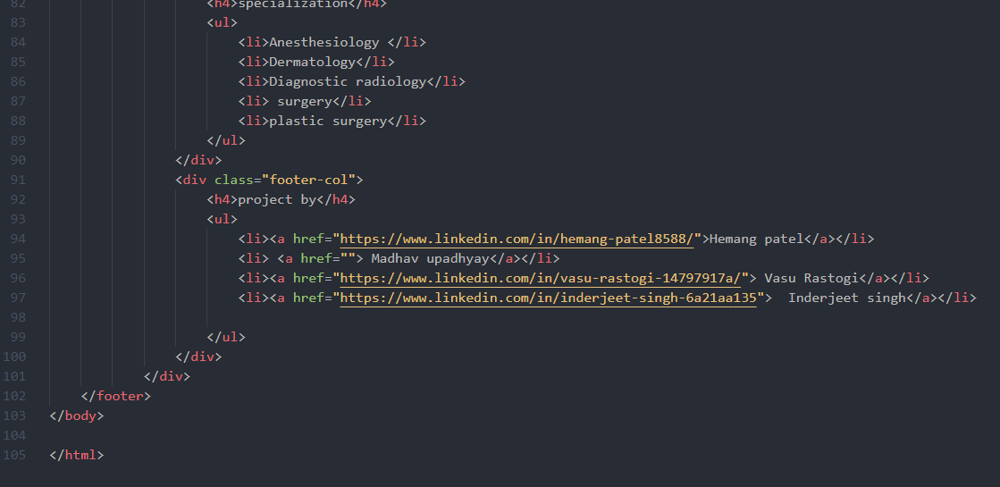 82 <h4>specialization</h4>
83 <ul>
84 <li>Anesthesiology </li>
85 <li>Dermatology</li>
86 <li>Diagnostic radiology</li>
87 <li> surgery</li>
88 <li>plastic surgery</li>
89 </ul>
90 </div>
91 <div class="footer-col">
92 <h4>project by</h4>
93 <ul>
94 <li><a href="https://www.linkedin.com/in/hemang-patel8588/">Hemang patel</a></li>
95 <li> <a href=""> Madhav upadhyay</a></li>
96 <li><a href="https://www.linkedin.com/in/vasu-rastogi-14797917a/"> Vasu Rastogi</a></li>
97 <li><a href="https://www.linkedin.com/in/inderjeet-singh-6a21aa135">  Inderjeet singh</a></li>
98
99 </ul>
100 </div>
101 </div>
102 </footer>
103 </body>
104
105 </html>